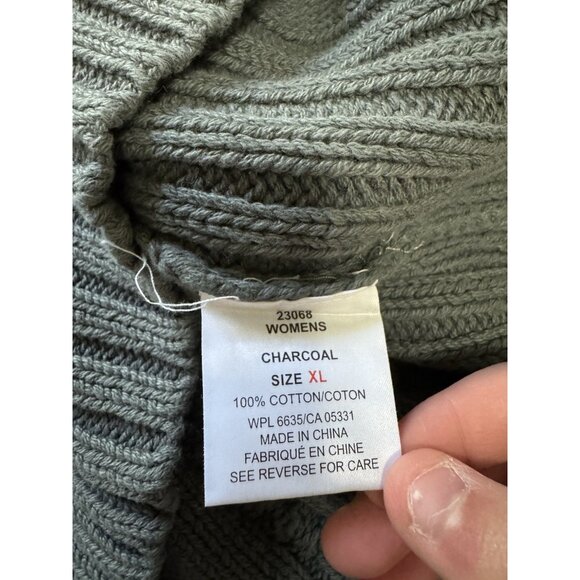 23068
WOMENS
CHARCOAL
SIZE XL
100% COTTON/COTON
WPL 6635/CA 05331
MADE IN CHINA
FABRIQUÉ EN CHINE
SEE REVERSE FOR CARE